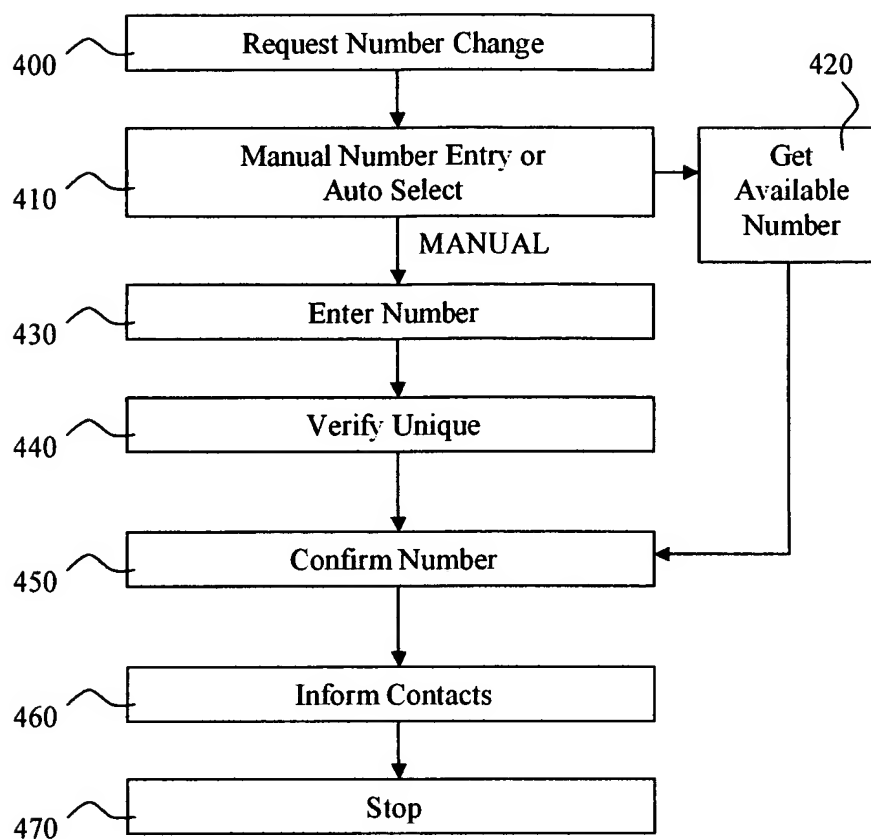 Request Number Change
400
420
Manual Number Entry or
Auto Select
410
Get
Available
Number
MANUAL
Enter Number
430
Verify Unique
440
Confirm Number
450
Inform Contacts
460
Stop
470